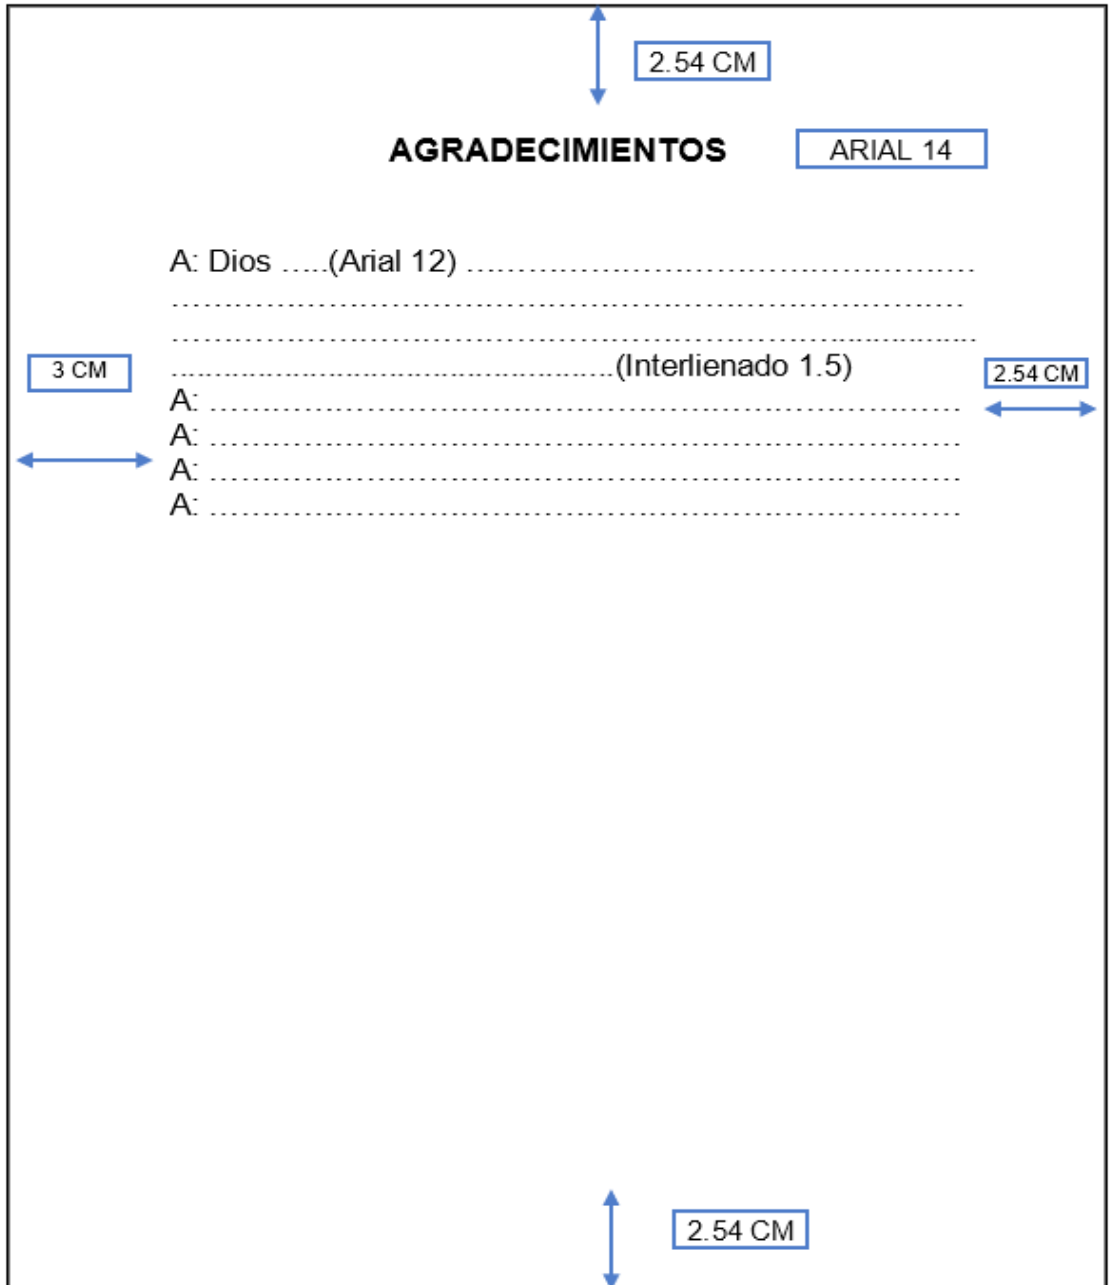 2.54 CM
AGRADECIMIENTOS ARIAL 14
A: Dios .....(Arial 12) ............................................................
................................................................................
................................................................................
......................................................(Interlienado 1.5)
3 CM
2.54 CM
A: ............................................................................
A: ............................................................................
A: ............................................................................
A: ............................................................................
2.54 CM